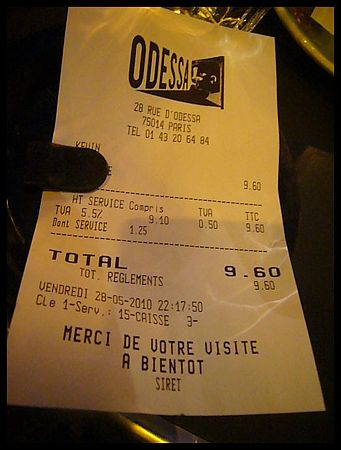 ODESSA
28 RUE D'ODESSA
75014 PARIS
TEL 01 43 20 64 84
KEVIN
E 9.60
HT SERVICE Compris TVA TTC
TVA 5.5% 9.10 0.50 9.60
Dont SERVICE 1.25
TOTAL 9.60
TOT. REGLEMENTS 9.60
VENDREDI 28-05-2010 22:17:50
CLe 1-Serv.: 15-CAISSE 3-
MERCI DE VOTRE VISITE
A BIENTOT
SIRET